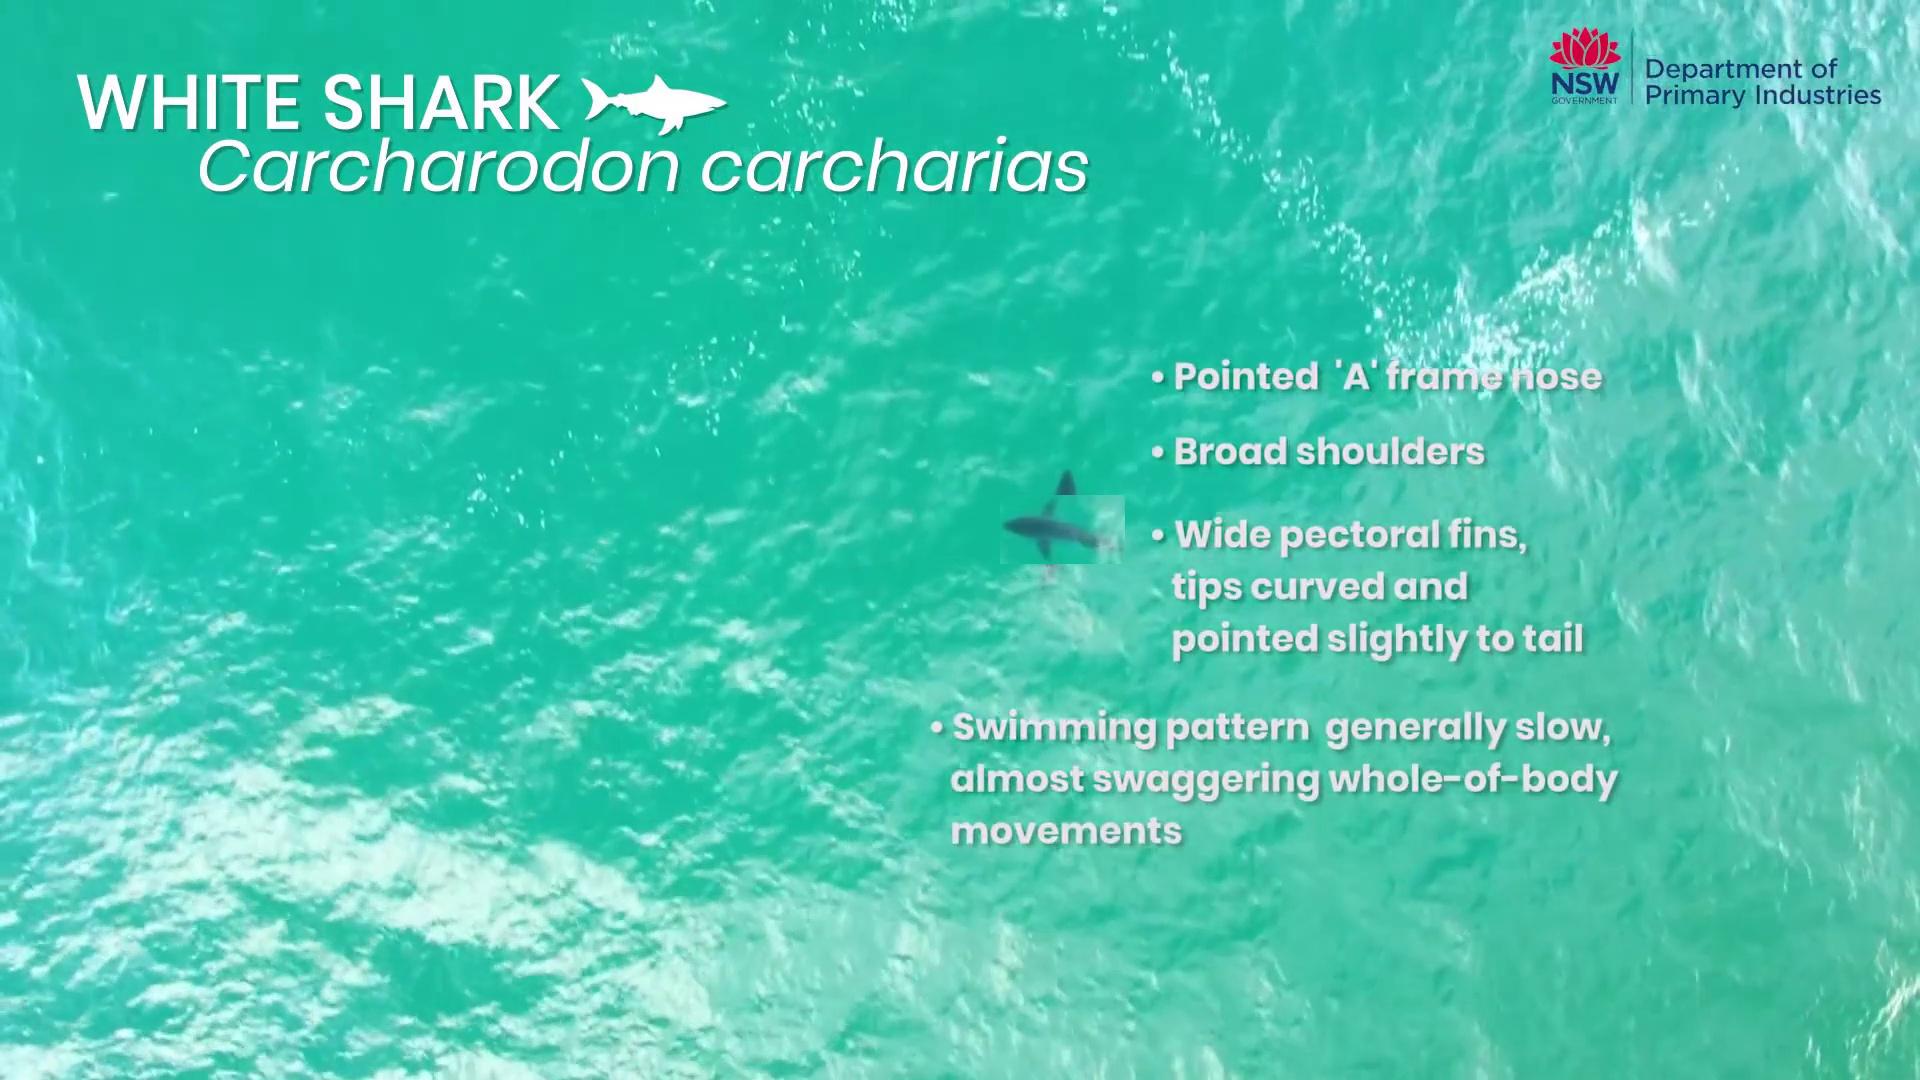 WHITE SHARK
Carcharodon carcharias
NSW
GOVERNMENT
Department of
Primary Industries
• Pointed 'A' frame nose
• Broad shoulders
• Wide pectoral fins,
tips curved and
pointed slightly to tail
• Swimming pattern generally slow,
almost swaggering whole-of-body
movements